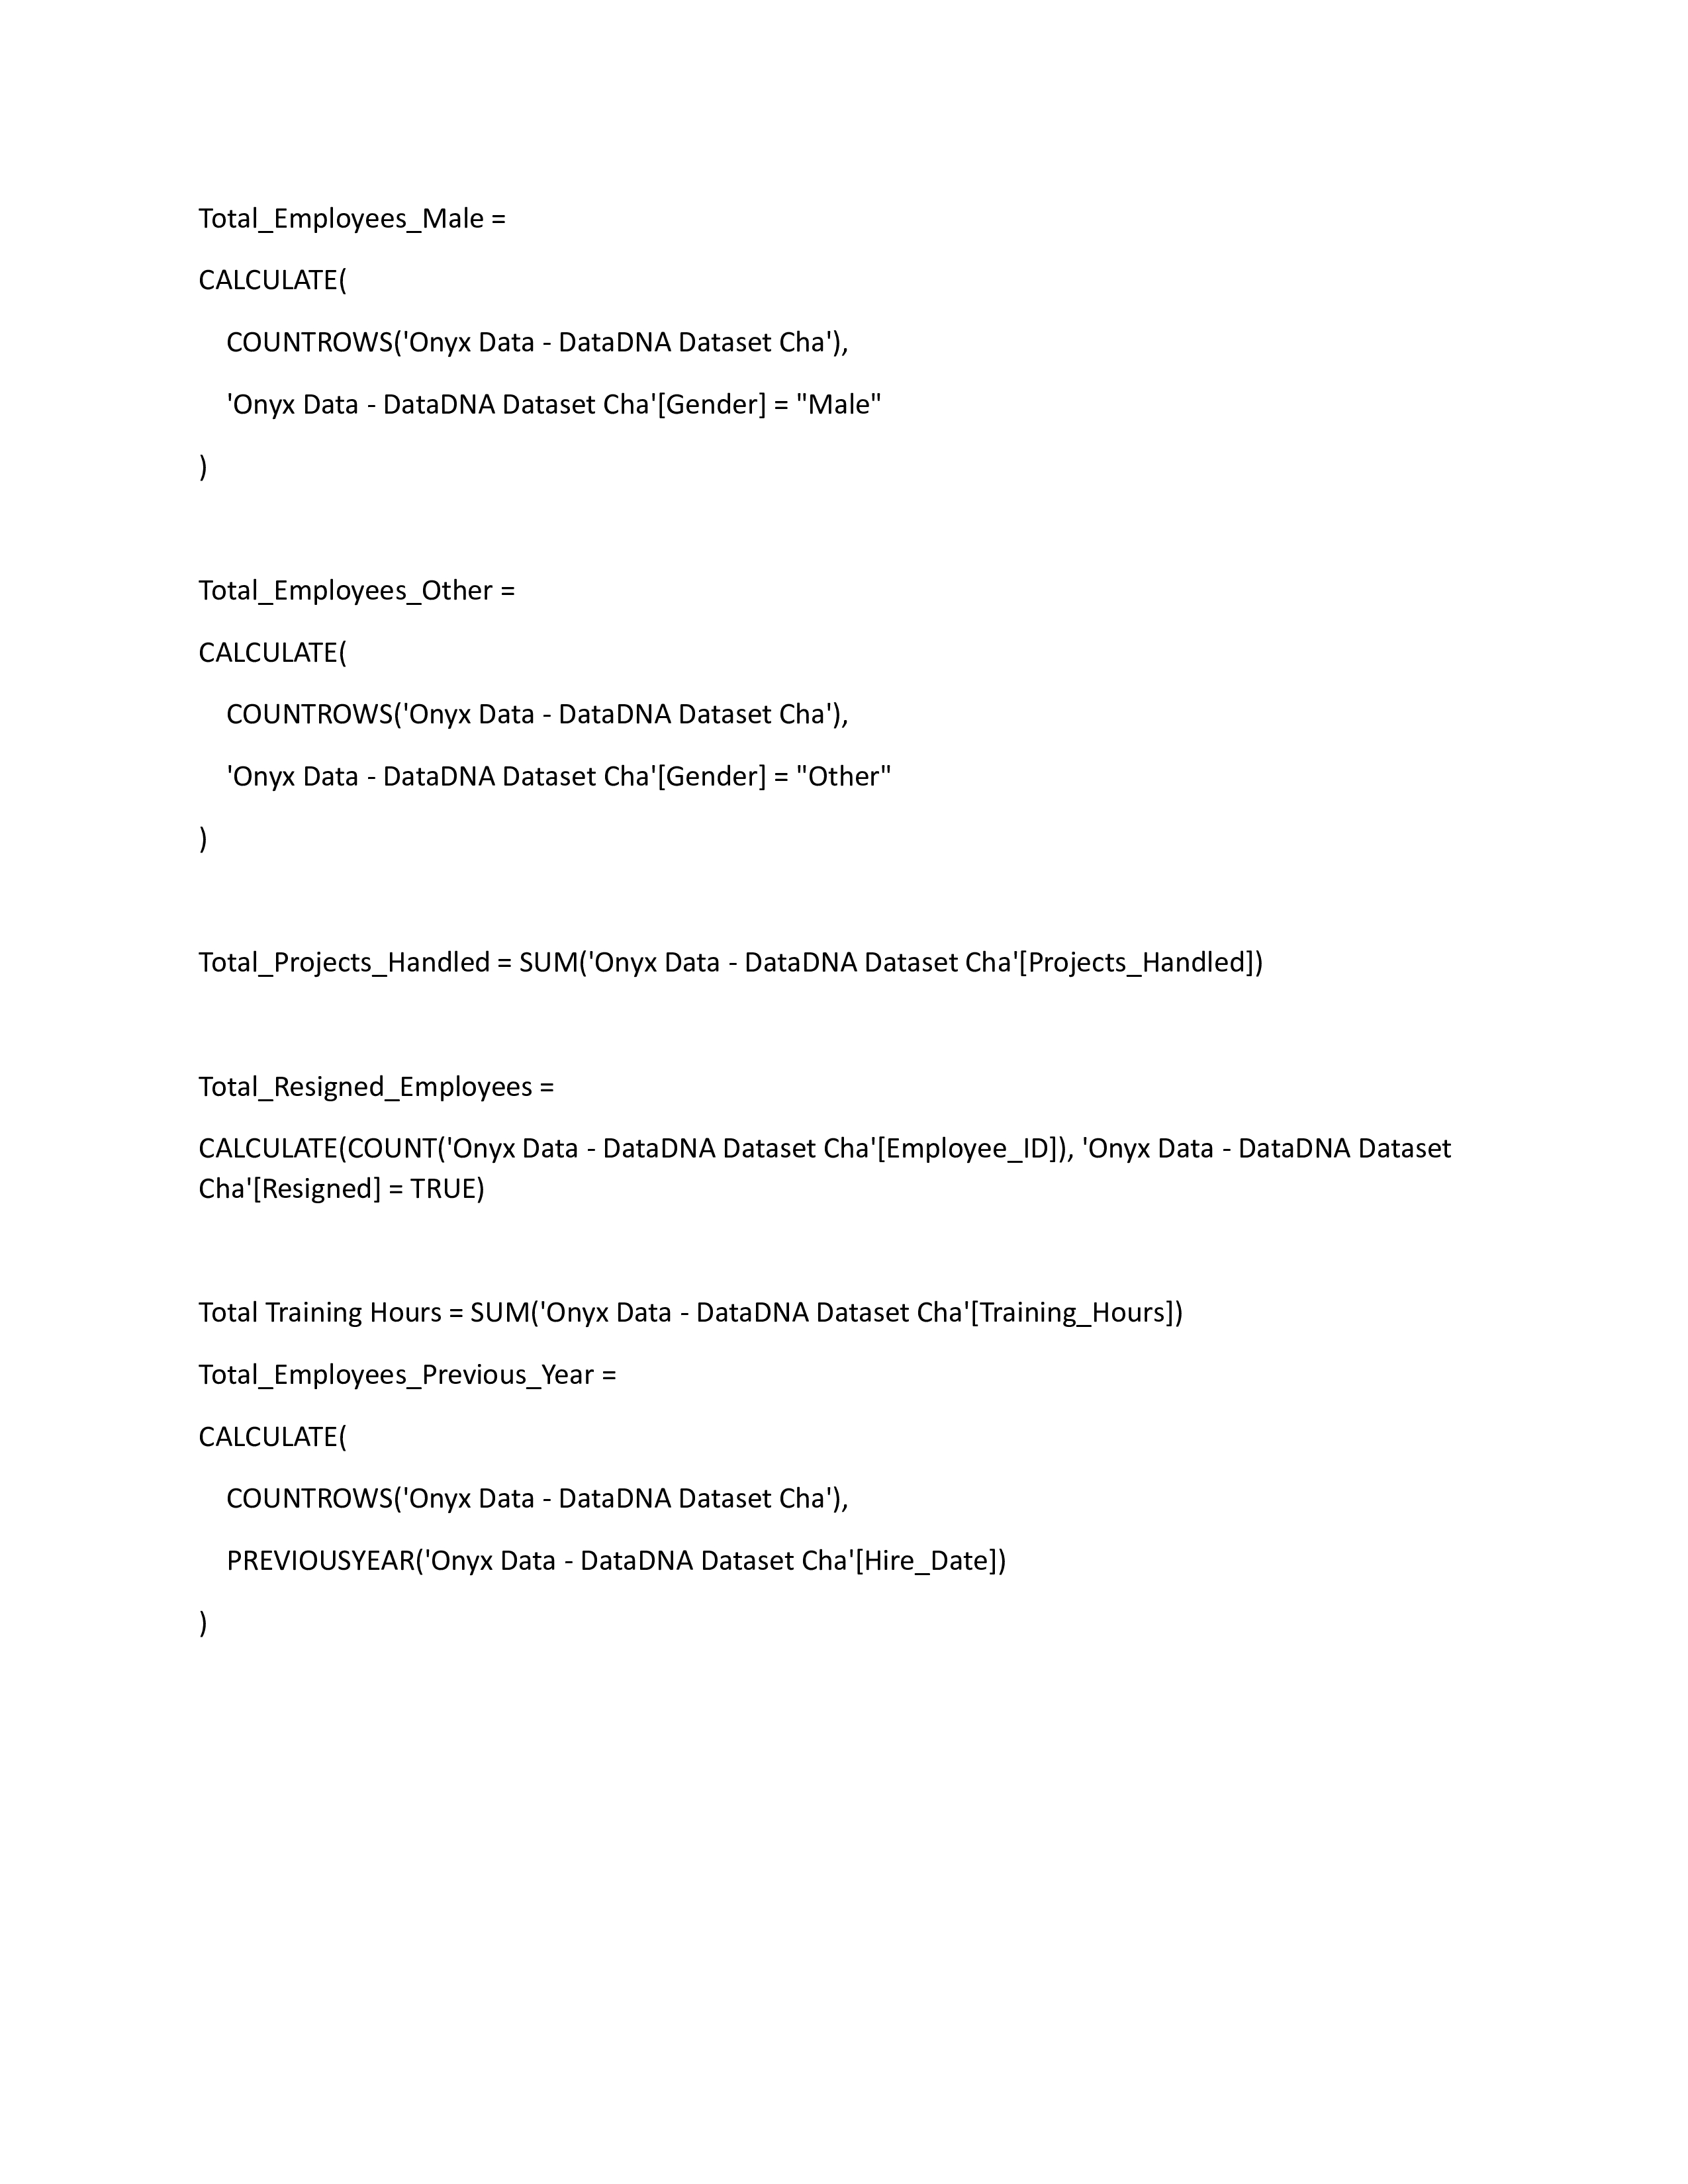 Total_Employees_Male =
CALCULATE(
COUNTROWS('Onyx Data - DataDNA Dataset Cha'),
'Onyx Data - DataDNA Dataset Cha'[Gender] = "Male"
)
Total_Employees_Other =
CALCULATE(
COUNTROWS('Onyx Data - DataDNA Dataset Cha'),
'Onyx Data - DataDNA Dataset Cha'[Gender] = "Other"
)
Total_Projects_Handled = SUM('Onyx Data - DataDNA Dataset Cha'[Projects_Handled])
Total_Resigned_Employees =
CALCULATE(COUNT('Onyx Data - DataDNA Dataset Cha'[Employee_ID]), 'Onyx Data - DataDNA Dataset
Cha'[Resigned] = TRUE)
Total Training Hours = SUM('Onyx Data - DataDNA Dataset Cha'[Training_Hours])
Total_Employees_Previous_Year =
CALCULATE(
COUNTROWS('Onyx Data - DataDNA Dataset Cha'),
PREVIOUSYEAR('Onyx Data - DataDNA Dataset Cha'[Hire_Date])
)